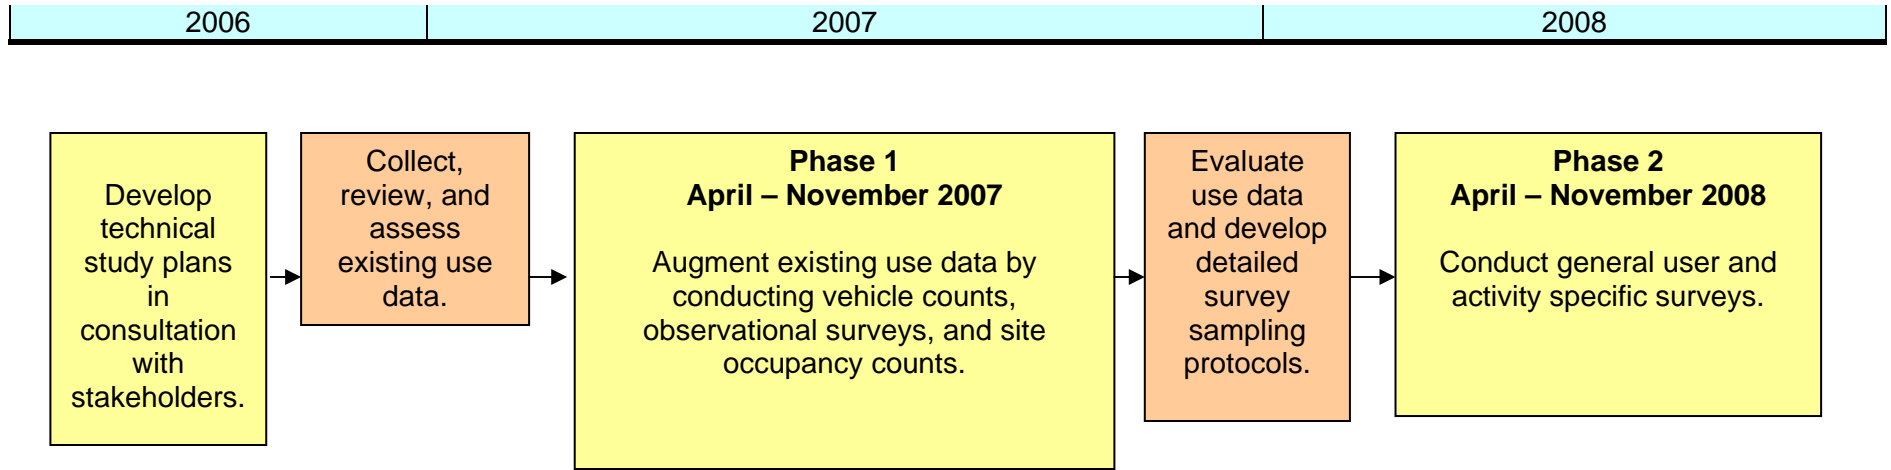 2006
2007
2008
Develop
technical
study plans
in
consultation
with
stakeholders.
Collect,
review, and
assess
existing use
data.
Phase 1
April – November 2007
Augment existing use data by
conducting vehicle counts,
observational surveys, and site
occupancy counts.
Evaluate
use data
and develop
detailed
survey
sampling
protocols.
Phase 2
April – November 2008
Conduct general user and
activity specific surveys.